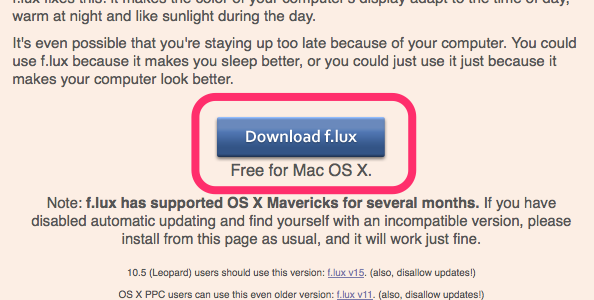 f.lux fixes this: it makes the color of your computer's display adapt to the time of day,
warm at night and like sunlight during the day.
It's even possible that you're staying up too late because of your computer. You could
use f.lux because it makes you sleep better, or you could just use it just because it
makes your computer look better.
Download f.lux
Free for Mac OS X.
Note: f.lux has supported OS X Mavericks for several months. If you have
disabled automatic updating and find yourself with an incompatible version, please
install from this page as usual, and it will work just fine.
10.5 (Leopard) users should use this version: f.lux v15. (also, disallow updates!)
OS X PPC users can use this even older version: f.lux v11. (also, disallow updates!)